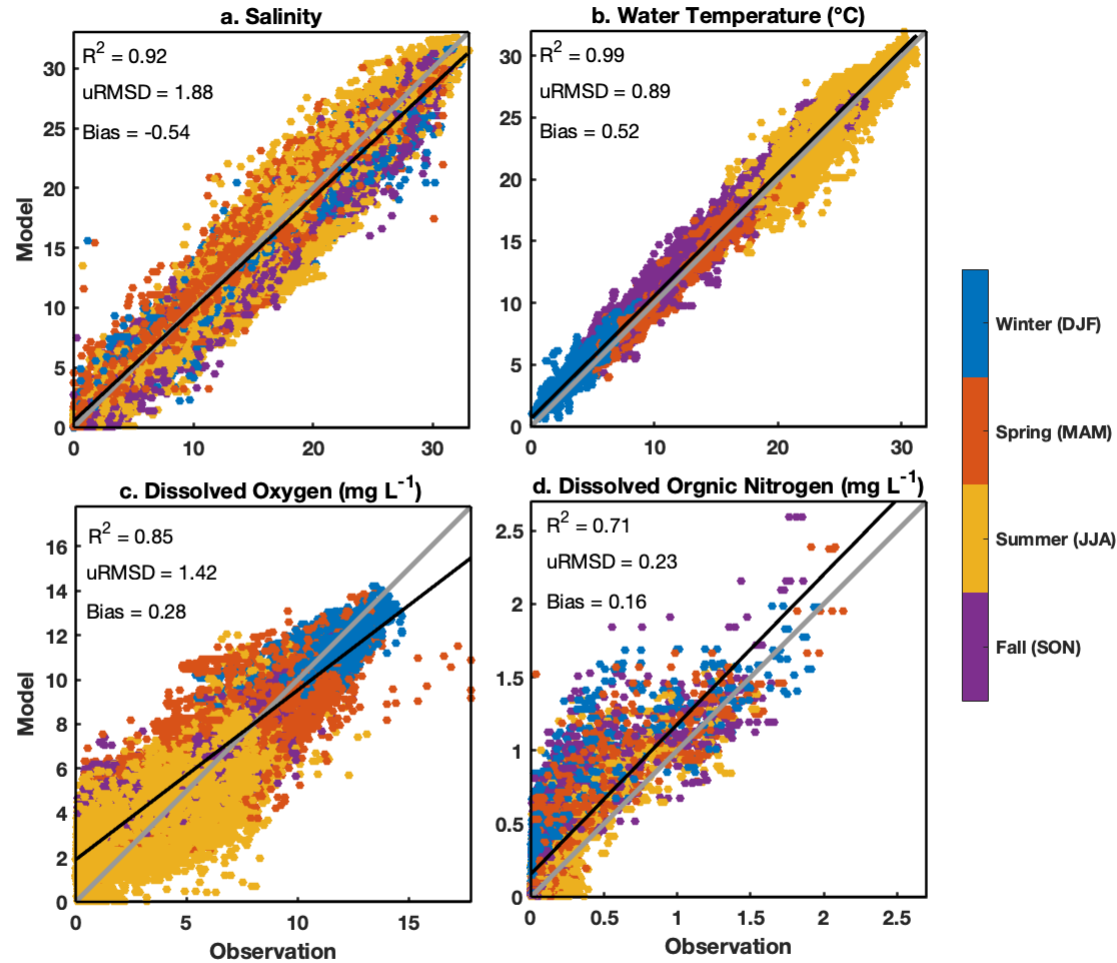 a. Salinity
R² = 0.92
uRMSD = 1.88
Bias = -0.54
30
25
20
15
10
5
0
0
10
20
30
Model
b. Water Temperature (°C)
R² = 0.99
uRMSD = 0.89
Bias = 0.52
30
25
20
15
10
5
0
0
10
20
30
c. Dissolved Oxygen (mg L⁻¹)
R² = 0.85
uRMSD = 1.42
Bias = 0.28
16
14
12
10
8
6
4
2
0
0
5
10
15
Model
Observation
d. Dissolved Orgnic Nitrogen (mg L⁻¹)
R² = 0.71
uRMSD = 0.23
Bias = 0.16
2.5
2
1.5
1
0.5
0
0
0.5
1
1.5
2
2.5
Observation
Winter (DJF)
Spring (MAM)
Summer (JJA)
Fall (SON)